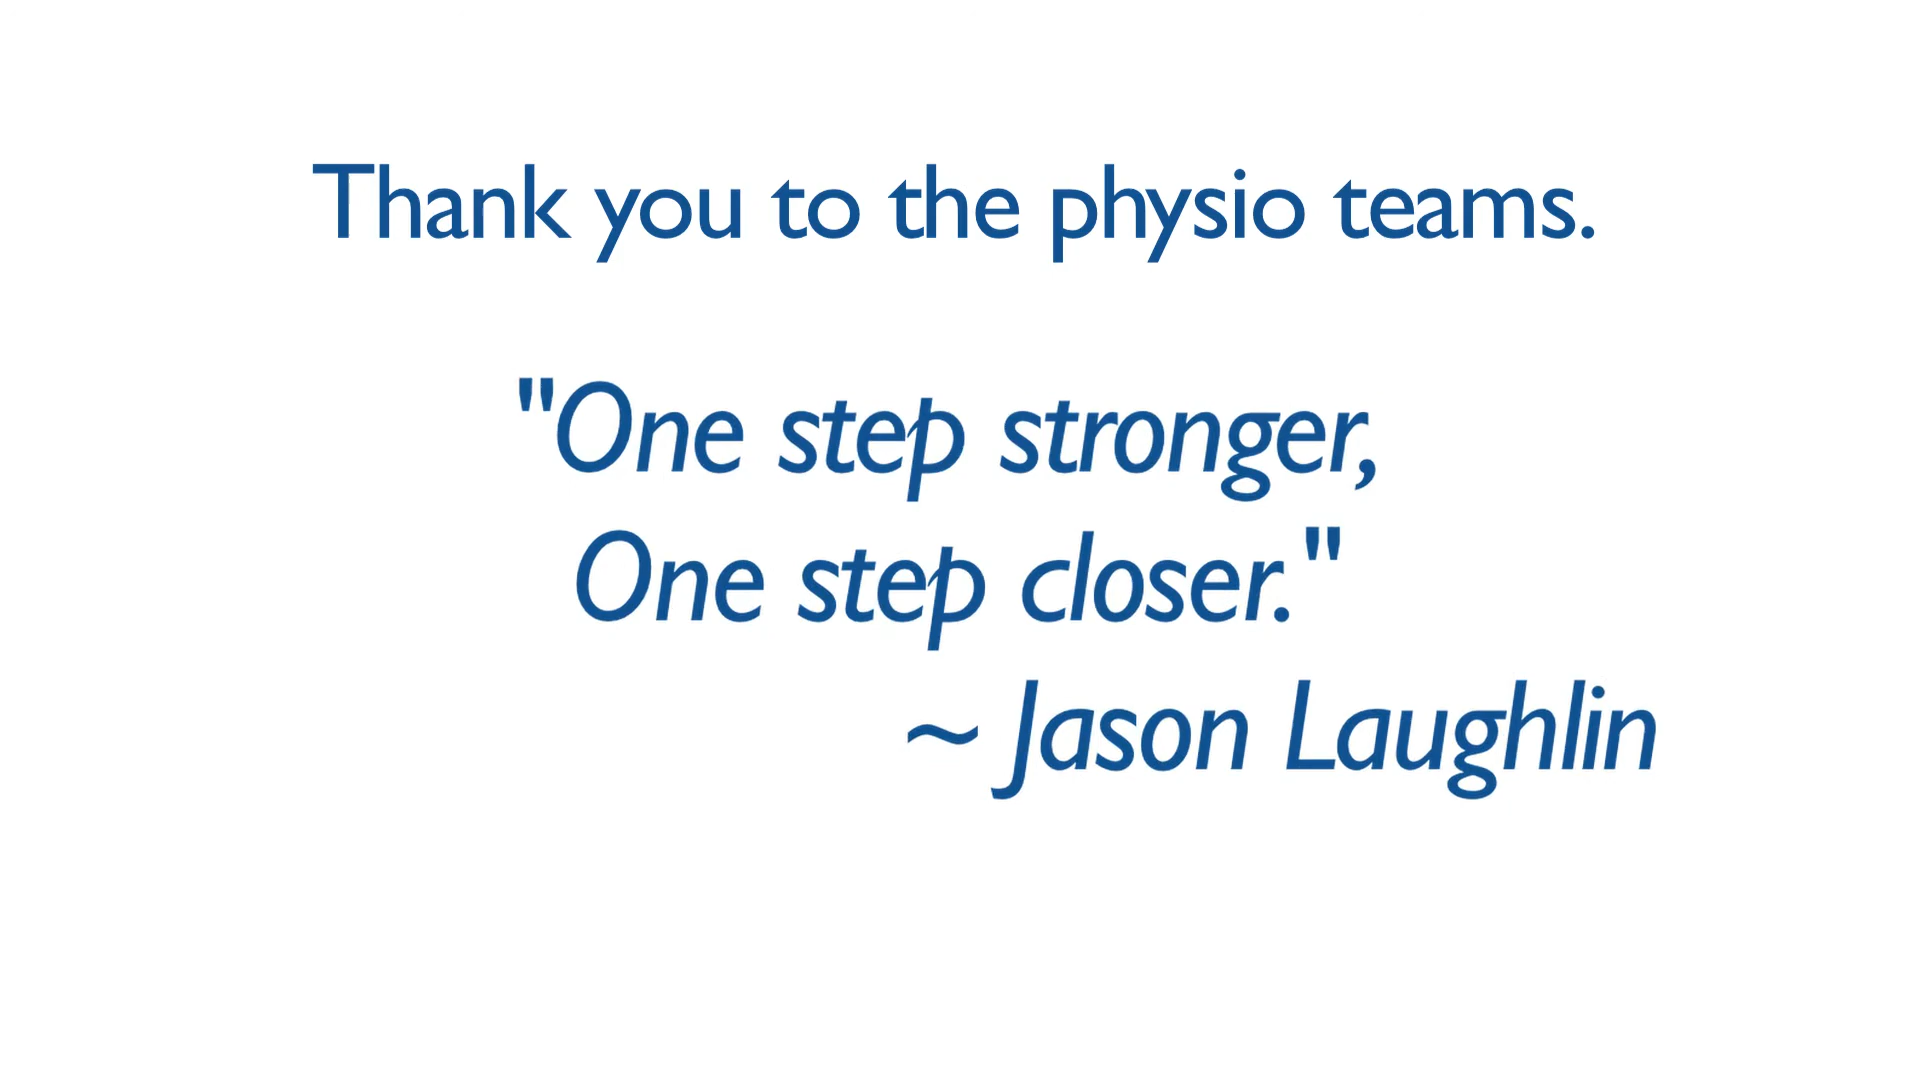 Thank you to the physio teams.
"One step stronger,
One step closer."
~ Jason Laughlin